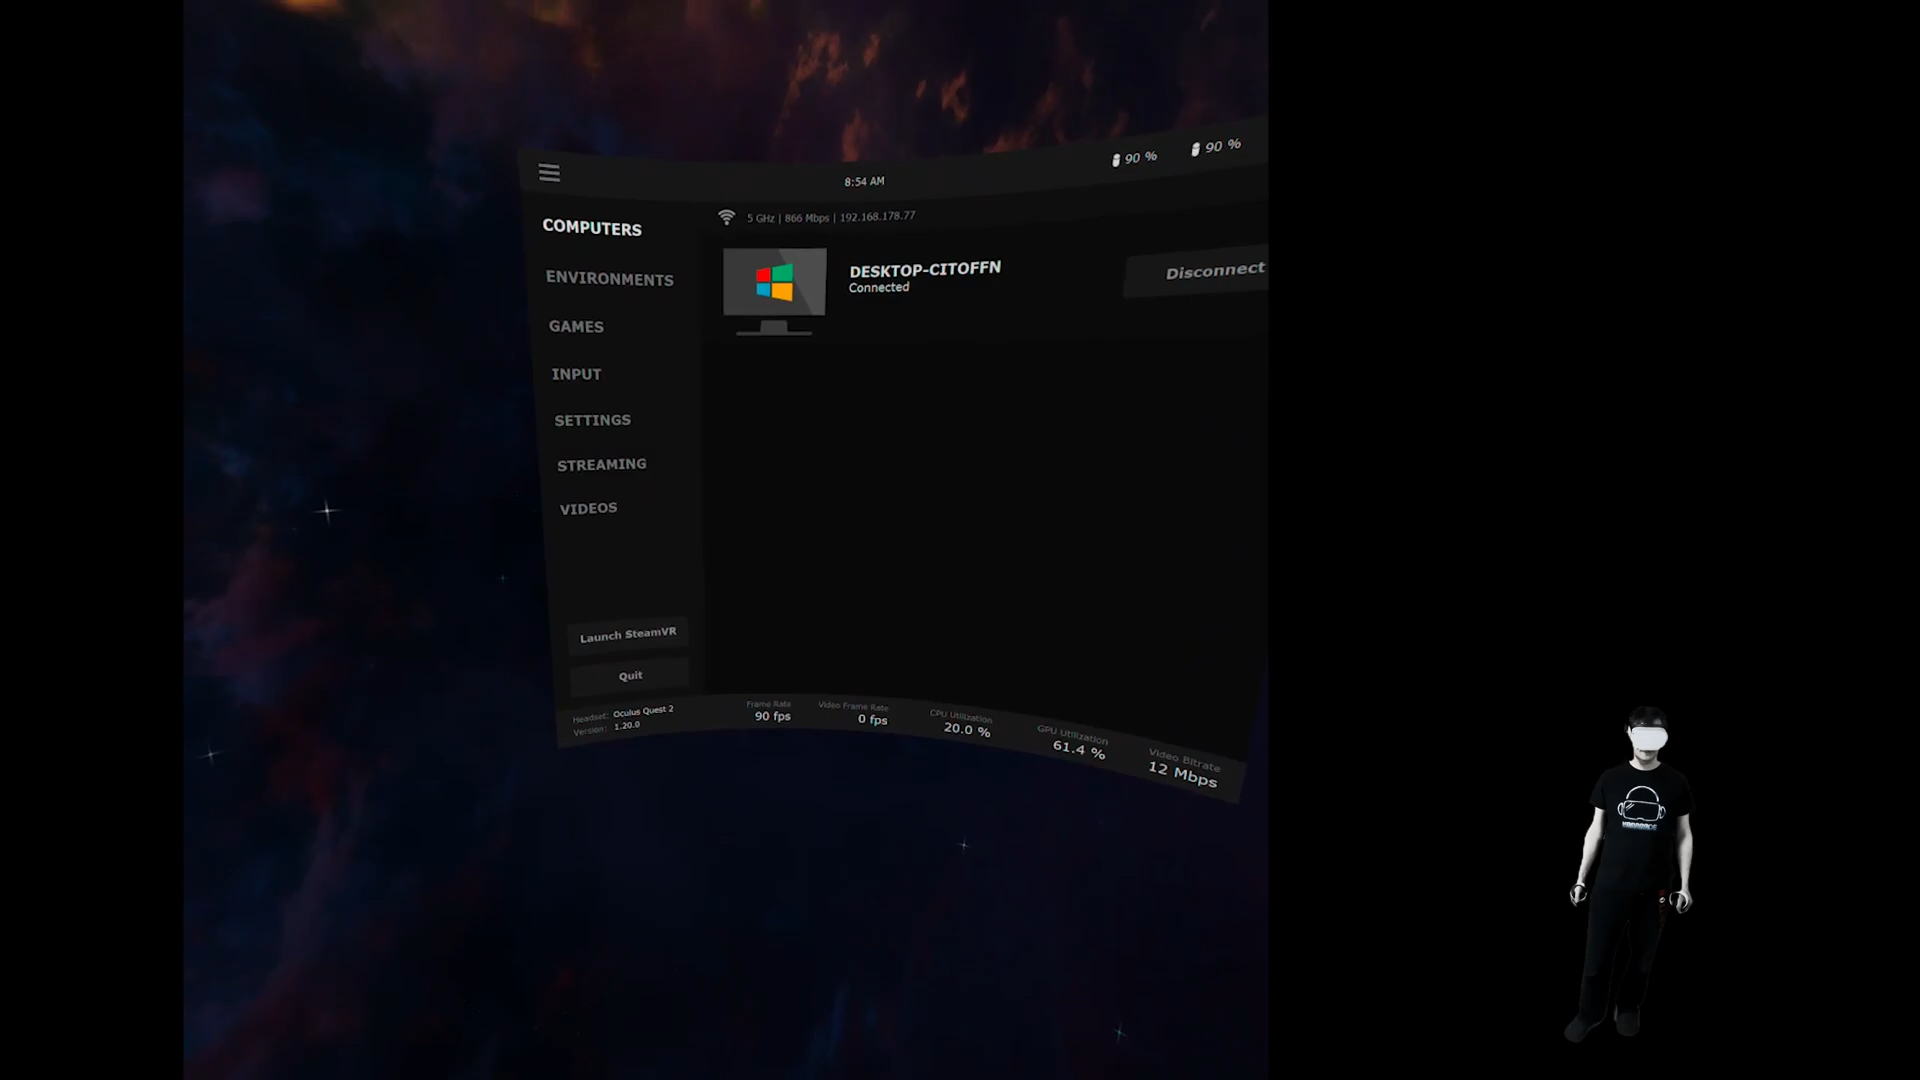 8:54 AM
90 %
90 %
COMPUTERS
ENVIRONMENTS
GAMES
INPUT
SETTINGS
STREAMING
VIDEOS
Launch SteamVR
Quit
5 GHz | 866 Mbps | 192.168.178.77
DESKTOP-CITOFFN
Connected
Disconnect
Headset: Oculus Quest 2
Version: 1.20.0
Frame Rate
90 fps
Video Frame Rate
0 fps
CPU Utilization
20.0 %
GPU Utilization
61.4 %
Video Bitrate
12 Mbps